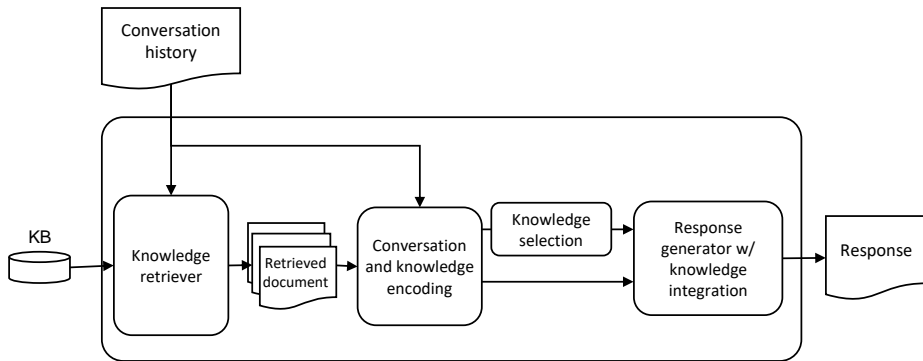 Conversation
history
KB
Knowledge
retriever
Retrieved
document
Conversation
and knowledge
encoding
Knowledge
selection
Response
generator w/
knowledge
integration
Response